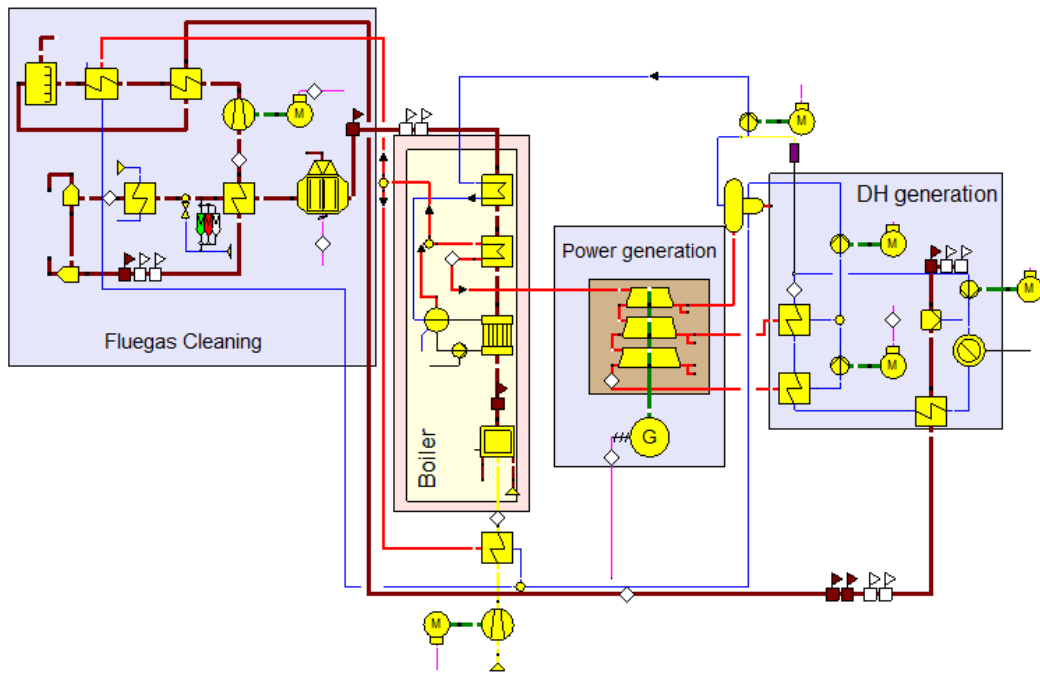 M
M
DH generation
Power generation
M
M
Fluegas Cleaning
M
G
Boiler
M